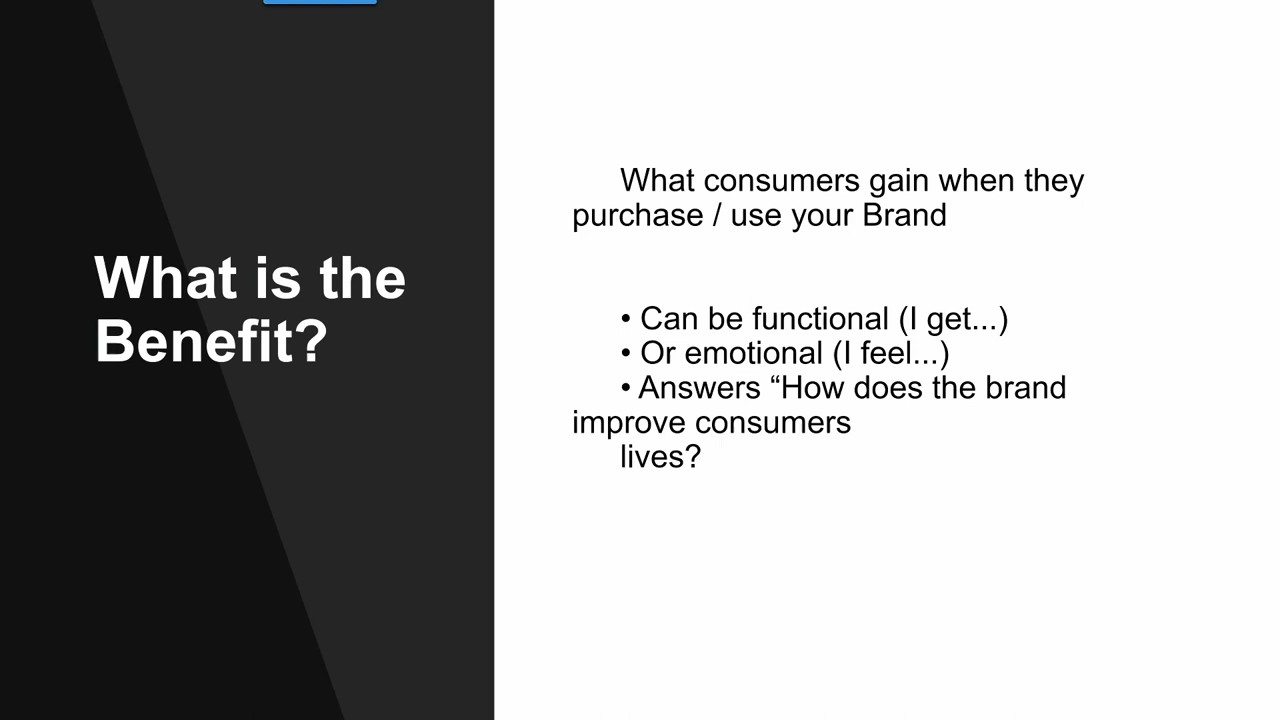 What is the
Benefit?
What consumers gain when they
purchase / use your Brand
• Can be functional (I get...)
• Or emotional (I feel...)
• Answers “How does the brand
improve consumers
lives?